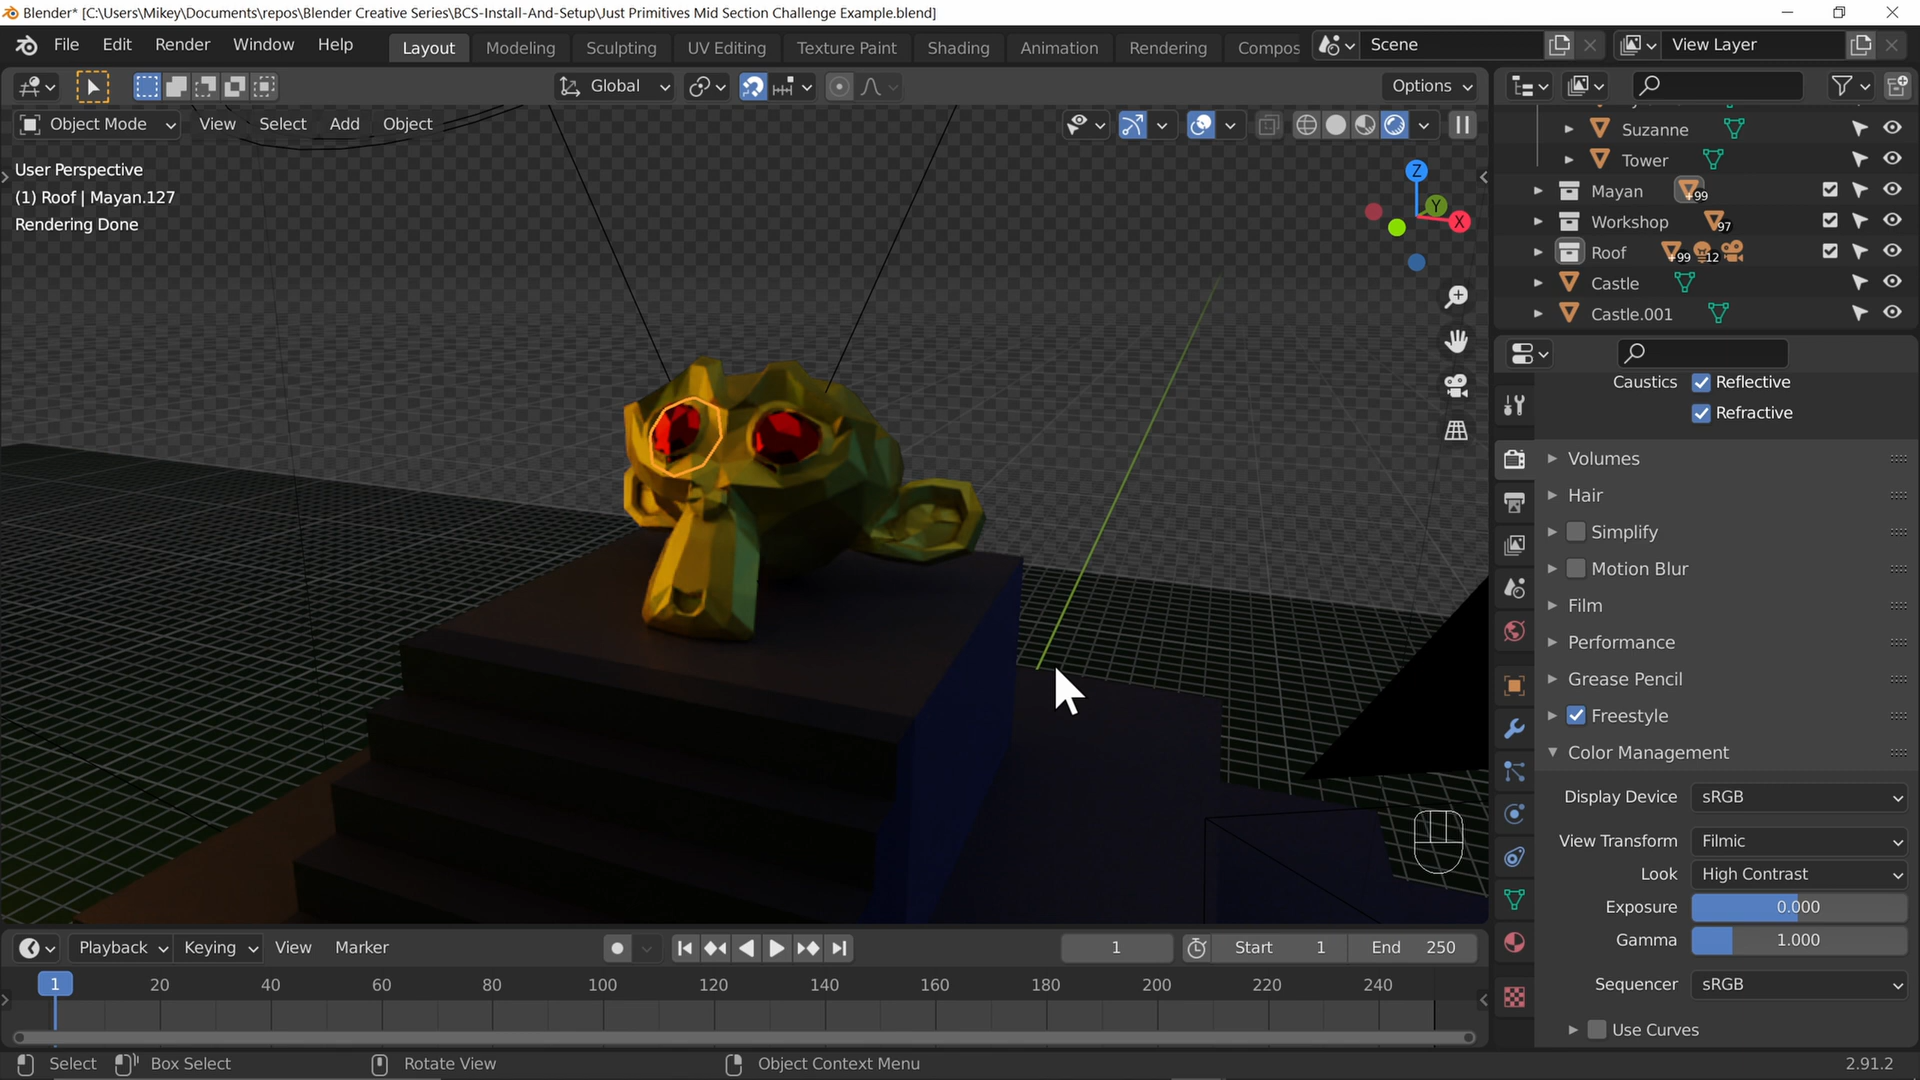 Blender* [C:\Users\Mikey\Documents\repos\Blender Creative Series\BCS-Install-And-Setup\Just Primitives Mid Section Challenge Example.blend]
File Edit Render Window Help Layout Modeling Sculpting UV Editing Texture Paint Shading Animation Rendering Compos Scene View Layer
Global Options
Object Mode View Select Add Object
User Perspective
(1) Roof | Mayan.127
Rendering Done
Z
Y
X
Suzanne
Tower
Mayan +99
Workshop 97
Roof +99 12
Castle
Castle.001
Caustics Reflective
Refractive
Volumes
Hair
Simplify
Motion Blur
Film
Performance
Grease Pencil
Freestyle
Color Management
Display Device sRGB
View Transform Filmic
Look High Contrast
Exposure 0.000
Gamma 1.000
Sequencer sRGB
Use Curves
Playback Keying View Marker 1 Start 1 End 250
1 20 40 60 80 100 120 140 160 180 200 220 240
Select Box Select Rotate View Object Context Menu 2.91.2